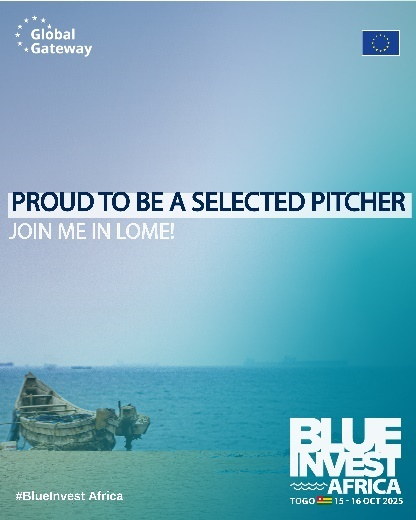 Global
Gateway
PROUD TO BE A SELECTED PITCHER
JOIN ME IN LOME!
BLUE
INVEST
AFRICA
TOGO 15 - 16 OCT 2025
#BlueInvest Africa